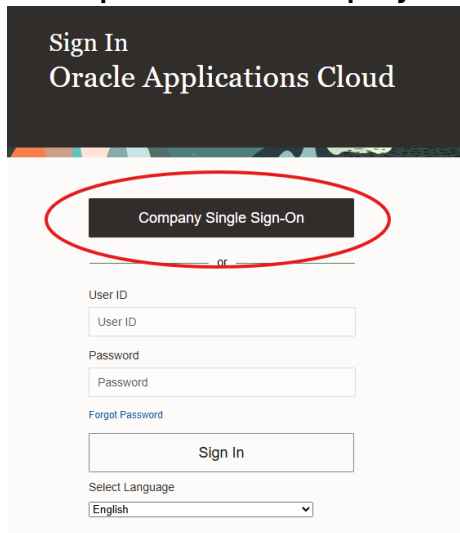 Sign In
Oracle Applications Cloud
Company Single Sign-On
or
User ID
User ID
Password
Password
Forgot Password
Sign In
Select Language
English